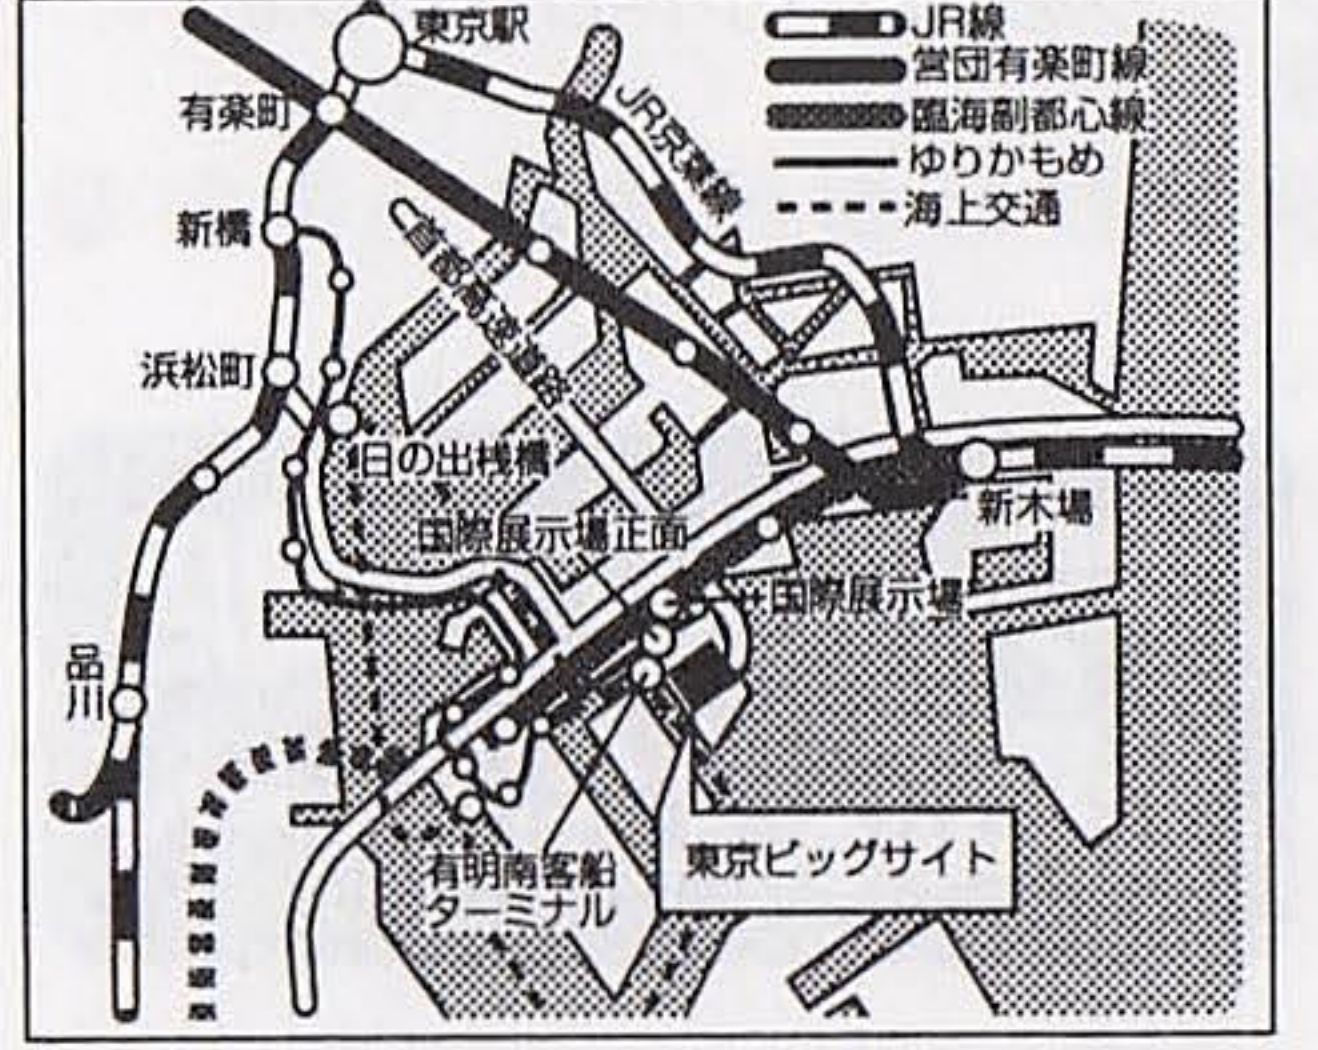 東京駅
JR線
営団有楽町線
臨海副都心線
ゆりかもめ
海上交通
JR京葉線
有楽町
新橋
首都高速道路
浜松町
日の出桟橋
国際展示場正面
新木場
国際展示場
品川
有明南客船
ターミナル
東京ビッグサイト